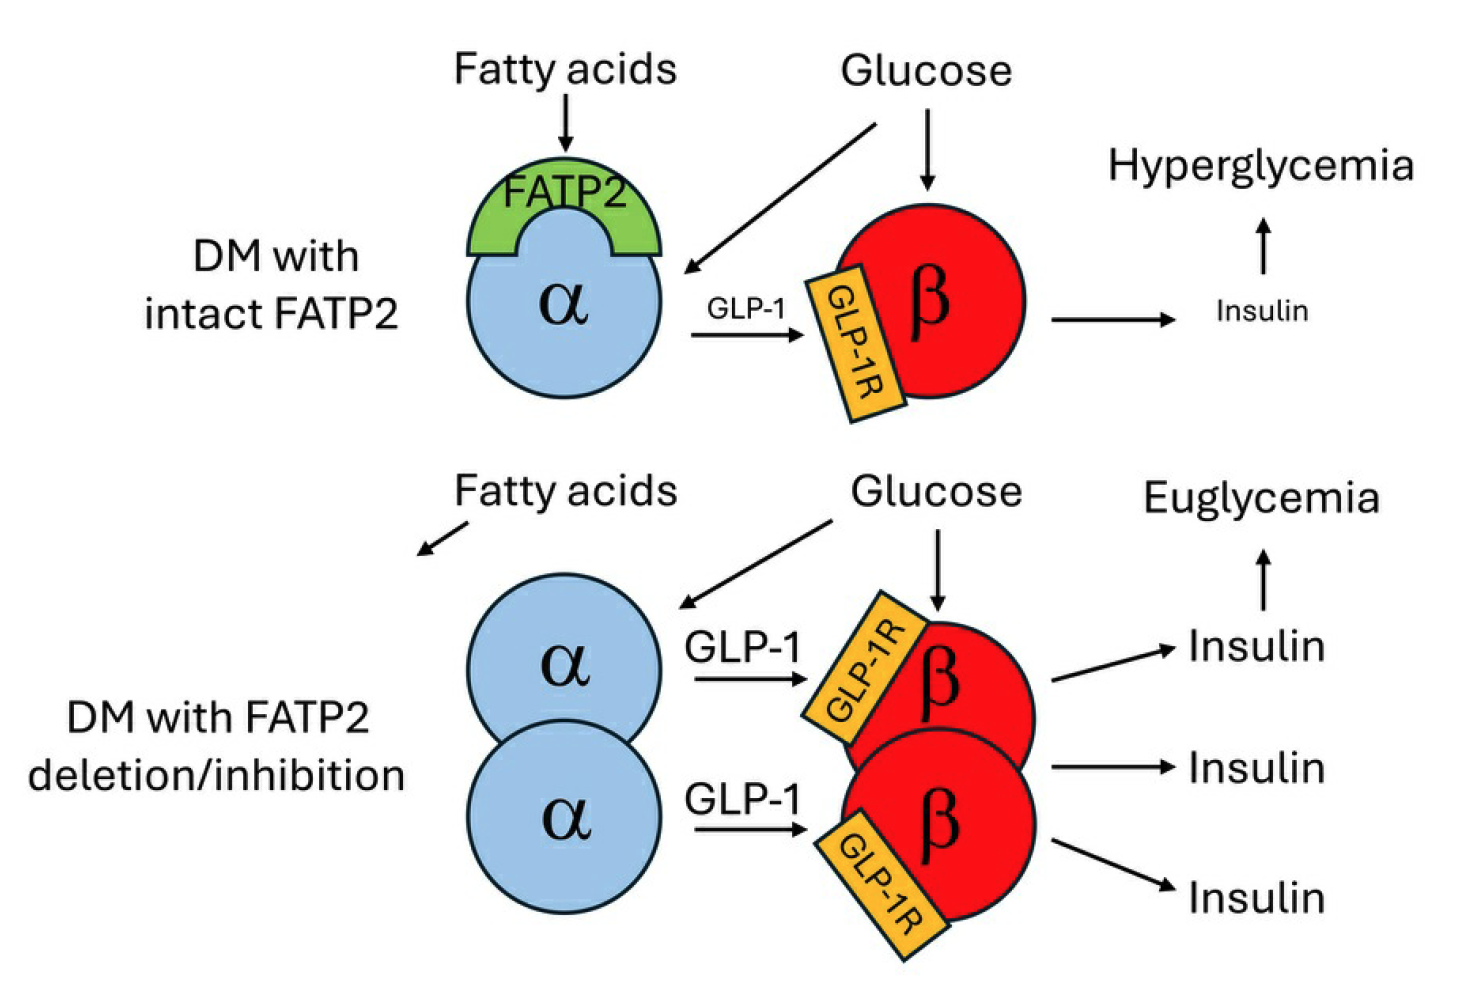 Fatty acids
Glucose
Hyperglycemia
FATP2
DM with
intact FATP2
α
GLP-1
GLP-1R
β
Insulin
Fatty acids
Glucose
Euglycemia
α
GLP-1
GLP-1R
β
Insulin
DM with FATP2
deletion/inhibition
Insulin
α
GLP-1
GLP-1R
β
Insulin